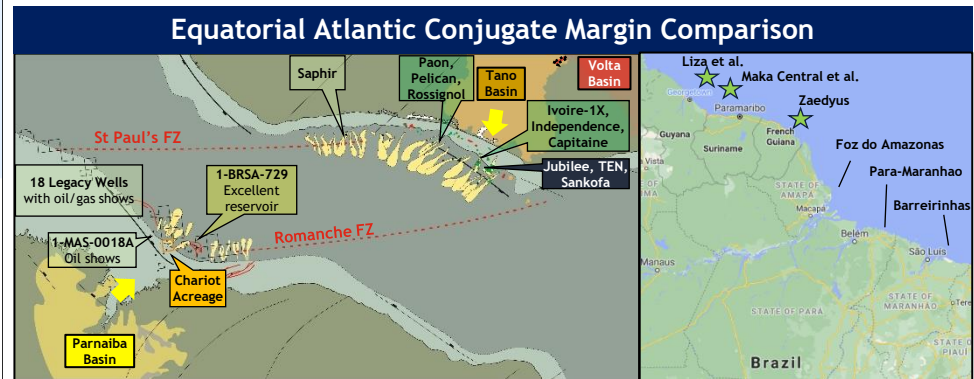 Equatorial Atlantic Conjugate Margin Comparison
Saphir
Paon,
Pelican,
Rossignol
Tano
Basin
Volta
Basin
Ivoire-1X,
Independence,
Capitaine
Jubilee, TEN,
Sankofa
St Paul's FZ
18 Legacy Wells
with oil/gas shows
1-BRSA-729
Excellent
reservoir
1-MAS-0018A
Oil shows
Romanche FZ
Chariot
Acreage
Parnaiba
Basin
Liza et al.
Maka Central et al.
Zaedyus
Georgetown
Paramaribo
Guyana
Suriname
French
Guiana
a Vista
Foz do Amazonas
Para-Maranhao
Barreirinhas
STATE OF
AMAPÁ
Macapá
Belém
São Luís
Manaus
STATE OF PARÁ
STATE OF
MARANHÃO
STATE O
PIAUÍ
Brazil